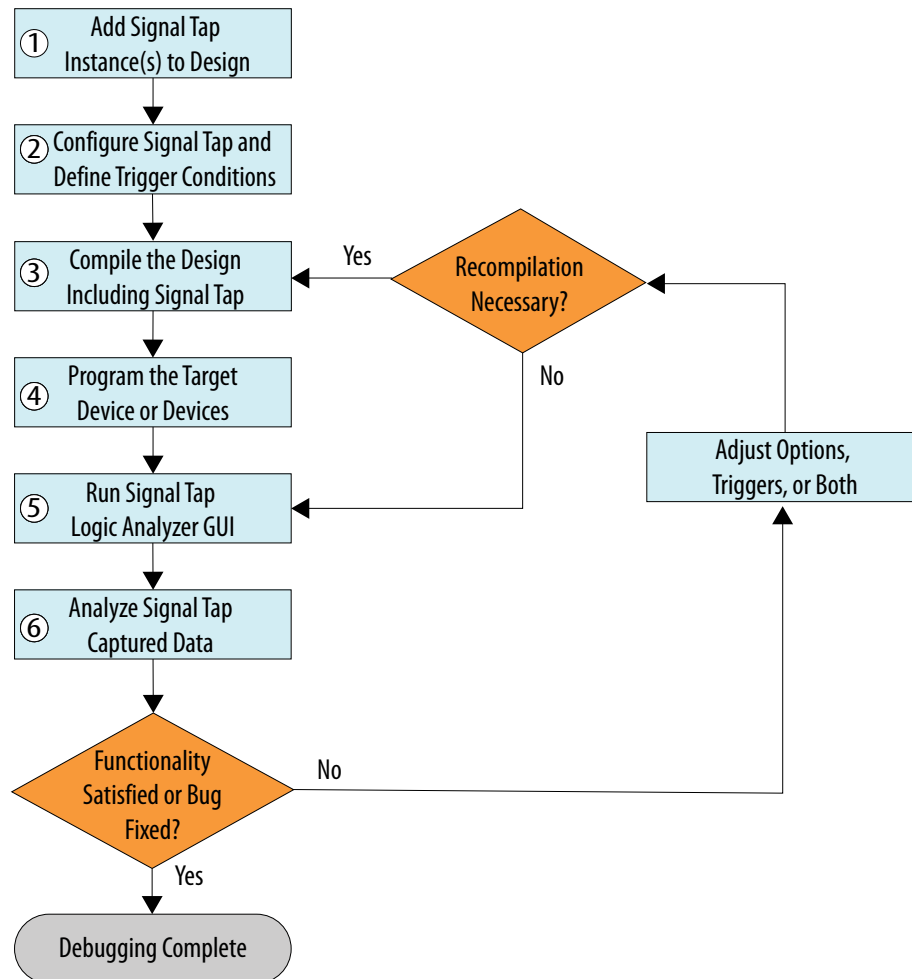 1
Add Signal Tap
Instance(s) to Design
2
Configure Signal Tap and
Define Trigger Conditions
3
Compile the Design
Including Signal Tap
Yes
Recompilation
Necessary?
No
4
Program the Target
Device or Devices
Adjust Options,
Triggers, or Both
5
Run Signal Tap
Logic Analyzer GUI
6
Analyze Signal Tap
Captured Data
Functionality
Satisfied or Bug
Fixed?
No
Yes
Debugging Complete